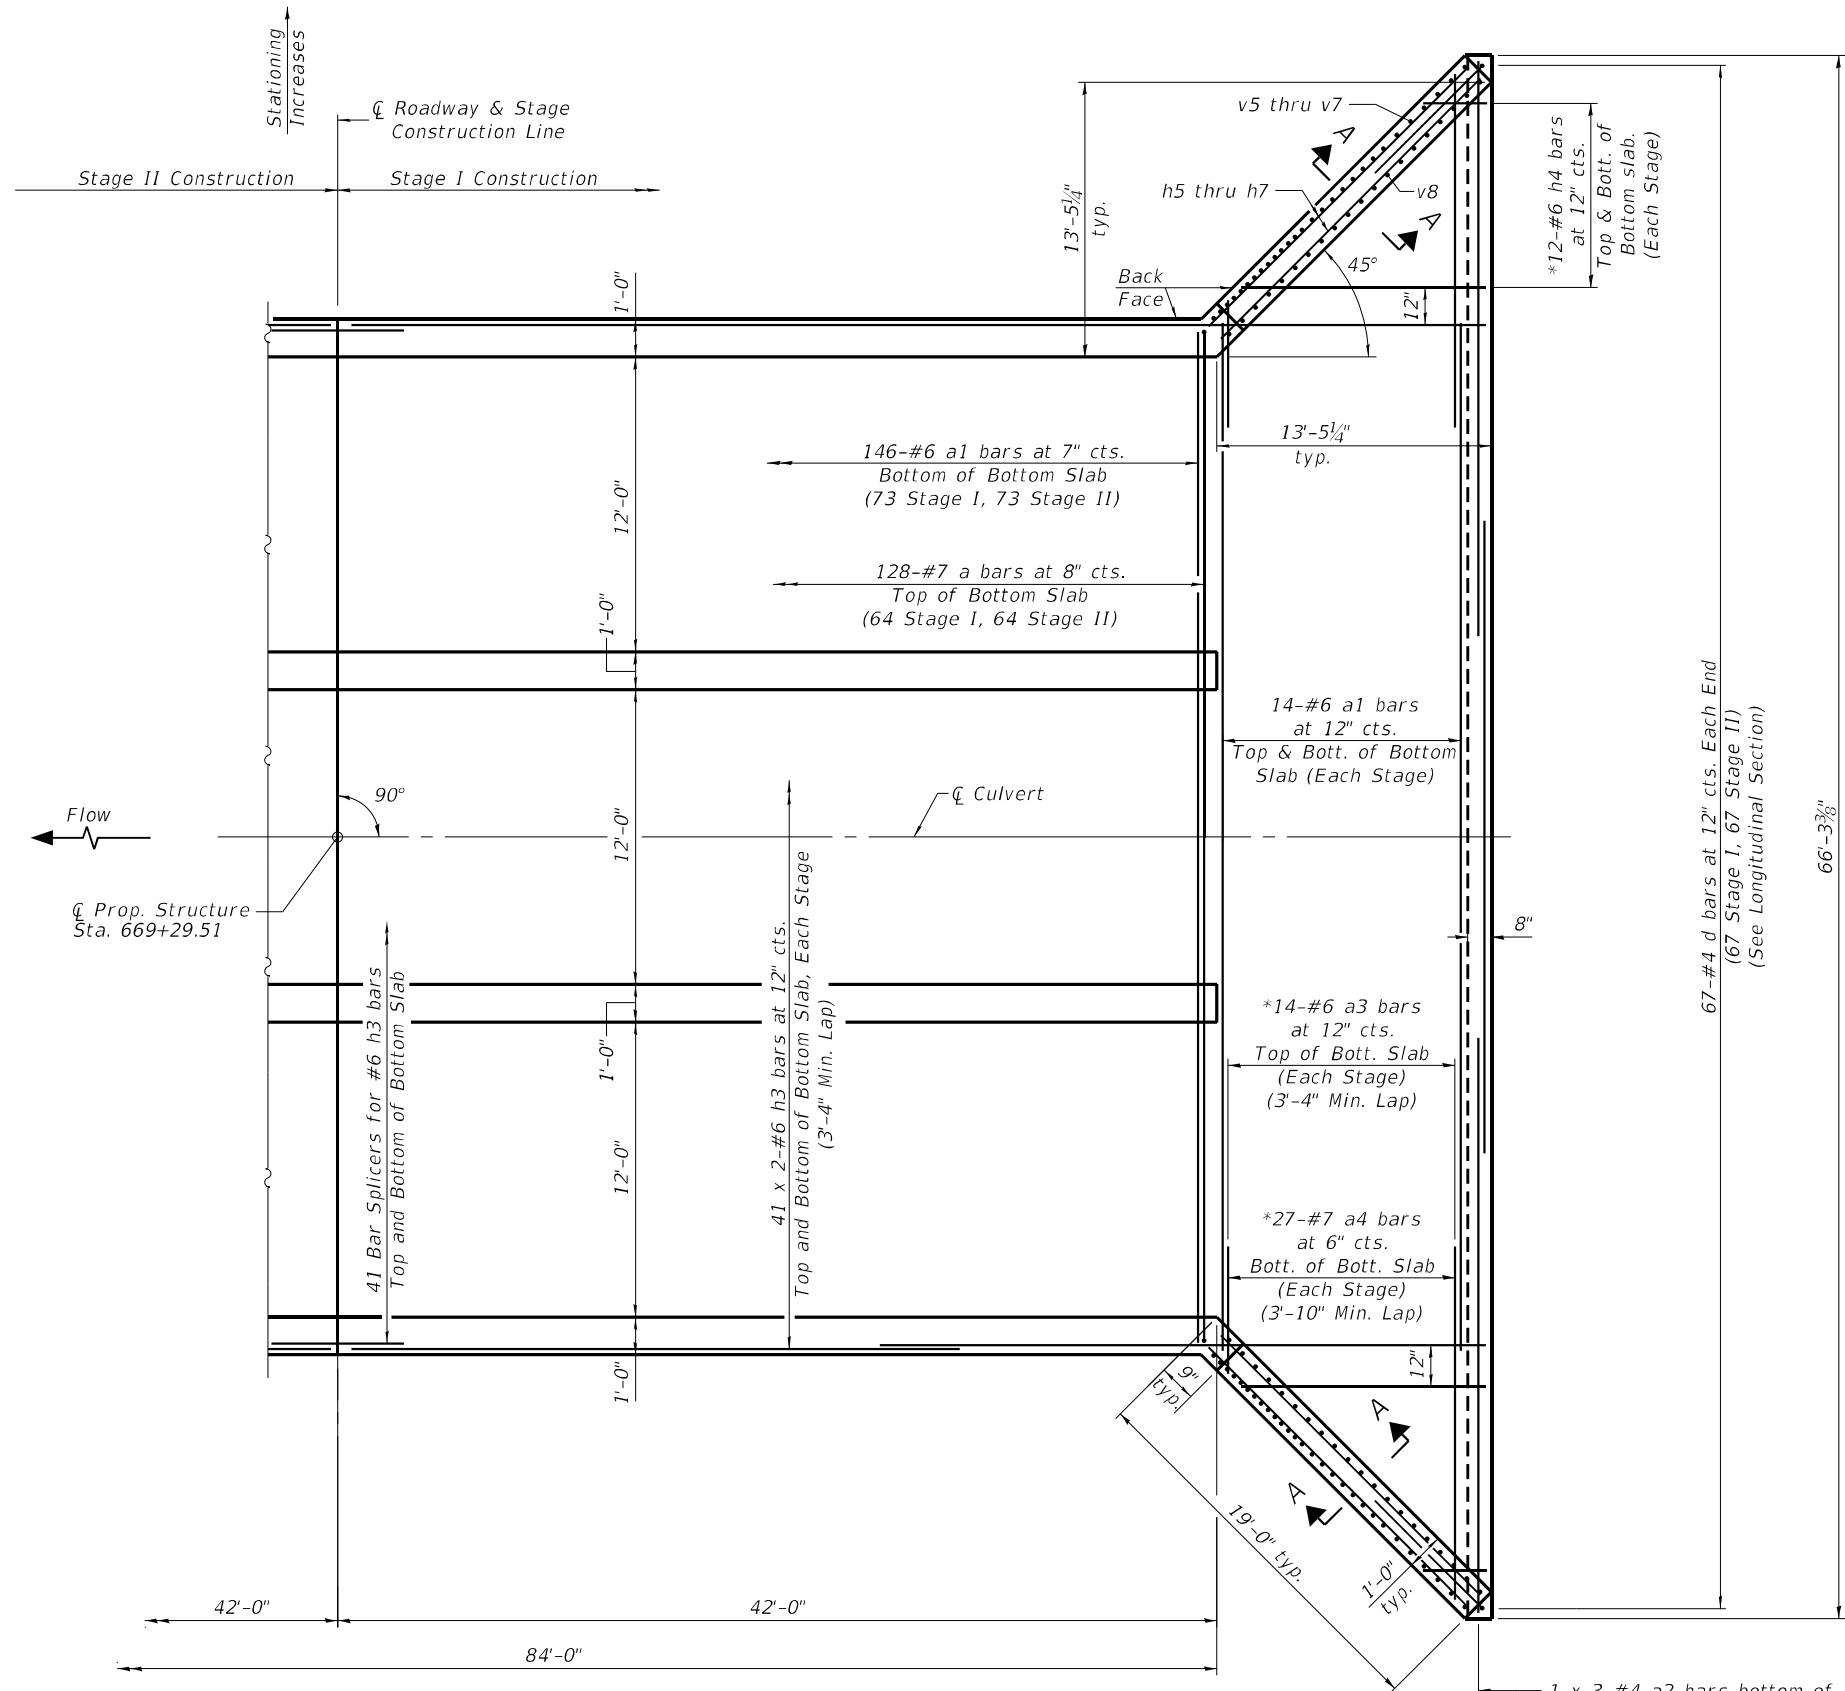 Stationing
Increases
℄ Roadway & Stage
Construction Line
Stage II Construction
Stage I Construction
v5 thru v7
A
h5 thru h7
v8
A
13'-5¼"
typ.
45°
*12-#6 h4 bars
at 12" cts.
Top & Bott. of
Bottom slab.
(Each Stage)
Back
Face
12"
1'-0"
13'-5¼"
typ.
146-#6 a1 bars at 7" cts.
Bottom of Bottom Slab
(73 Stage I, 73 Stage II)
12'-0"
128-#7 a bars at 8" cts.
Top of Bottom Slab
(64 Stage I, 64 Stage II)
1'-0"
14-#6 a1 bars
at 12" cts.
Top & Bott. of Bottom
Slab (Each Stage)
67-#4 d bars at 12" cts. Each End
(67 Stage I, 67 Stage II)
(See Longitudinal Section)
66'-3⅜"
90°
℄ Culvert
Flow
12'-0"
℄ Prop. Structure
Sta. 669+29.51
8"
41 Bar Splicers for #6 h3 bars
Top and Bottom of Bottom Slab
41 x 2-#6 h3 bars at 12" cts.
Top and Bottom of Bottom Slab, Each Stage
(3'-4" Min. Lap)
1'-0"
*14-#6 a3 bars
at 12" cts.
Top of Bott. Slab
(Each Stage)
(3'-4" Min. Lap)
12'-0"
*27-#7 a4 bars
at 6" cts.
Bott. of Bott. Slab
(Each Stage)
(3'-10" Min. Lap)
1'-0"
9"
typ.
12"
A
A
19'-0" typ.
1'-0"
typ.
42'-0"
42'-0"
84'-0"
1 x 3-#4 a2 bars bottom of